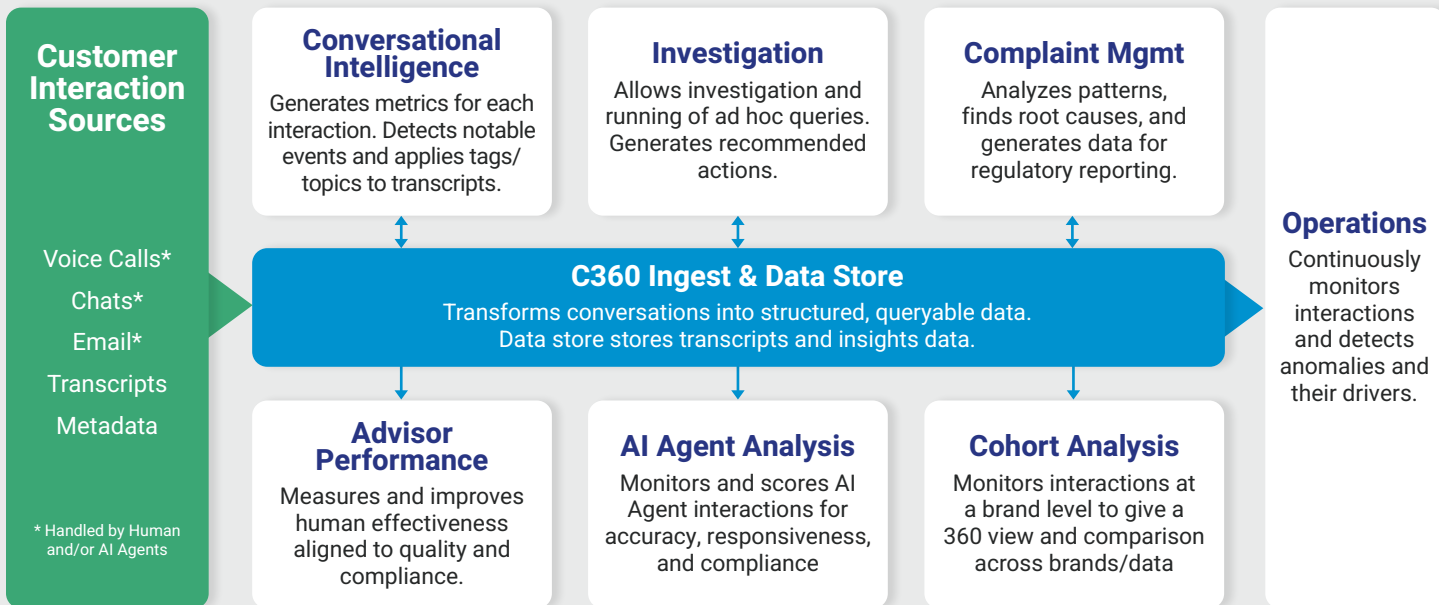 Customer
Interaction
Sources
Voice Calls*
Chats*
Email*
Transcripts
Metadata
* Handled by Human
and/or AI Agents
Conversational
Intelligence
Generates metrics for each
interaction. Detects notable
events and applies tags/
topics to transcripts.
Investigation
Allows investigation and
running of ad hoc queries.
Generates recommended
actions.
Complaint Mgmt
Analyzes patterns,
finds root causes, and
generates data for
regulatory reporting.
C360 Ingest & Data Store
Transforms conversations into structured, queryable data.
Data store stores transcripts and insights data.
Advisor
Performance
Measures and improves
human effectiveness
aligned to quality and
compliance.
AI Agent Analysis
Monitors and scores AI
Agent interactions for
accuracy, responsiveness,
and compliance
Cohort Analysis
Monitors interactions at
a brand level to give a
360 view and comparison
across brands/data
Operations
Continuously
monitors
interactions
and detects
anomalies and
their drivers.